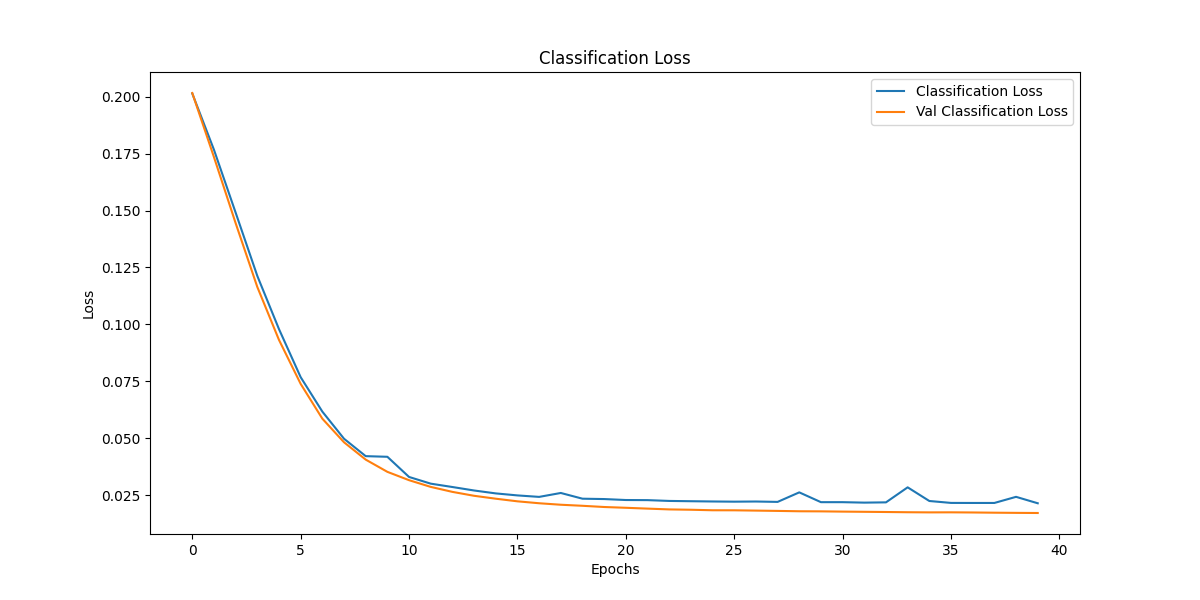 Classification Loss
Classification Loss
Val Classification Loss
0.200
0.175
0.150
0.125
0.100
0.075
0.050
0.025
Loss
0 5 10 15 20 25 30 35 40
Epochs